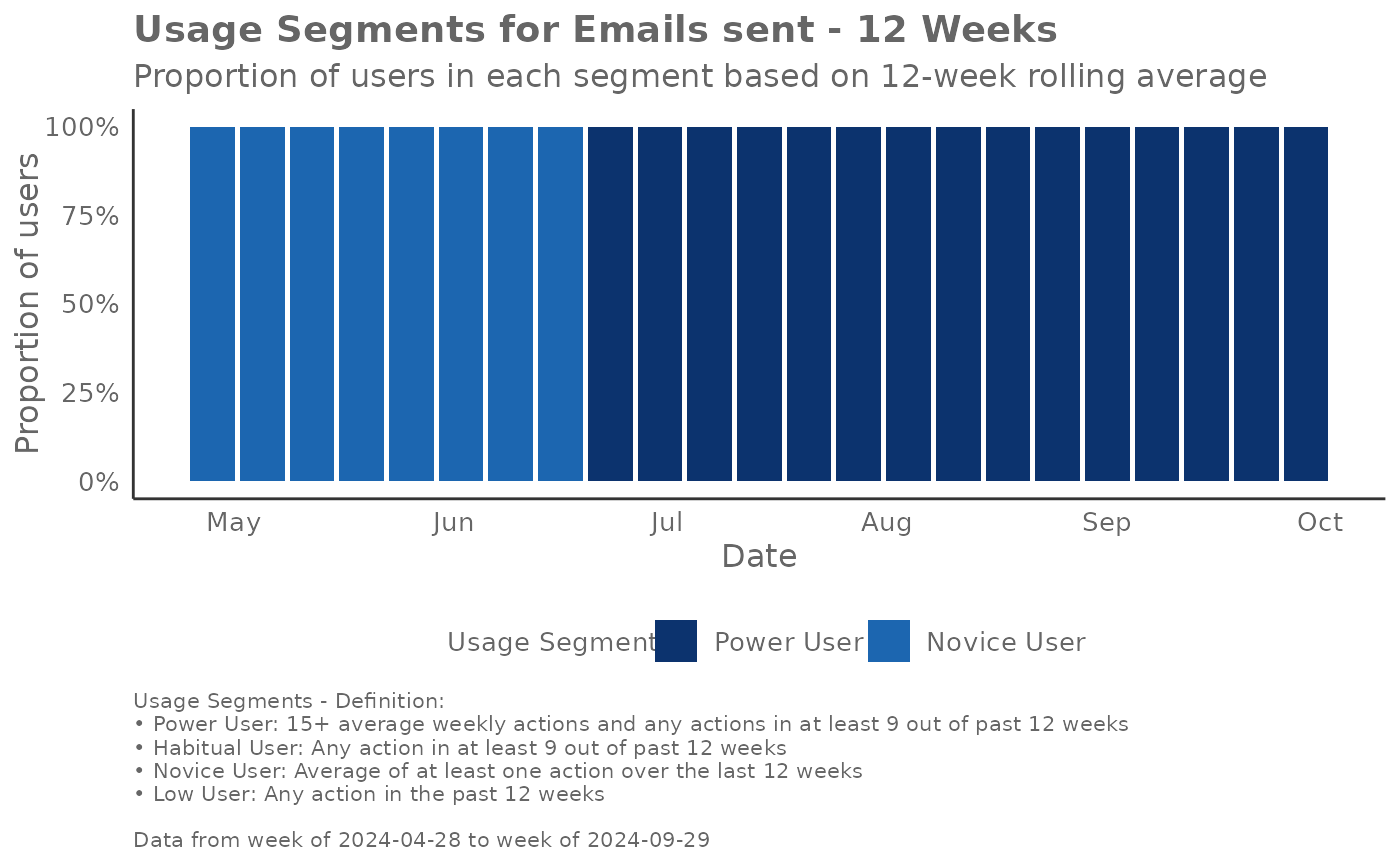 Usage Segments for Emails sent - 12 Weeks
Proportion of users in each segment based on 12-week rolling average
Proportion of users
100%
75%
50%
25%
0%
May Jun Jul Aug Sep Oct
Date
Usage Segment Power User Novice User
Usage Segments - Definition:
• Power User: 15+ average weekly actions and any actions in at least 9 out of past 12 weeks
• Habitual User: Any action in at least 9 out of past 12 weeks
• Novice User: Average of at least one action over the last 12 weeks
• Low User: Any action in the past 12 weeks
Data from week of 2024-04-28 to week of 2024-09-29